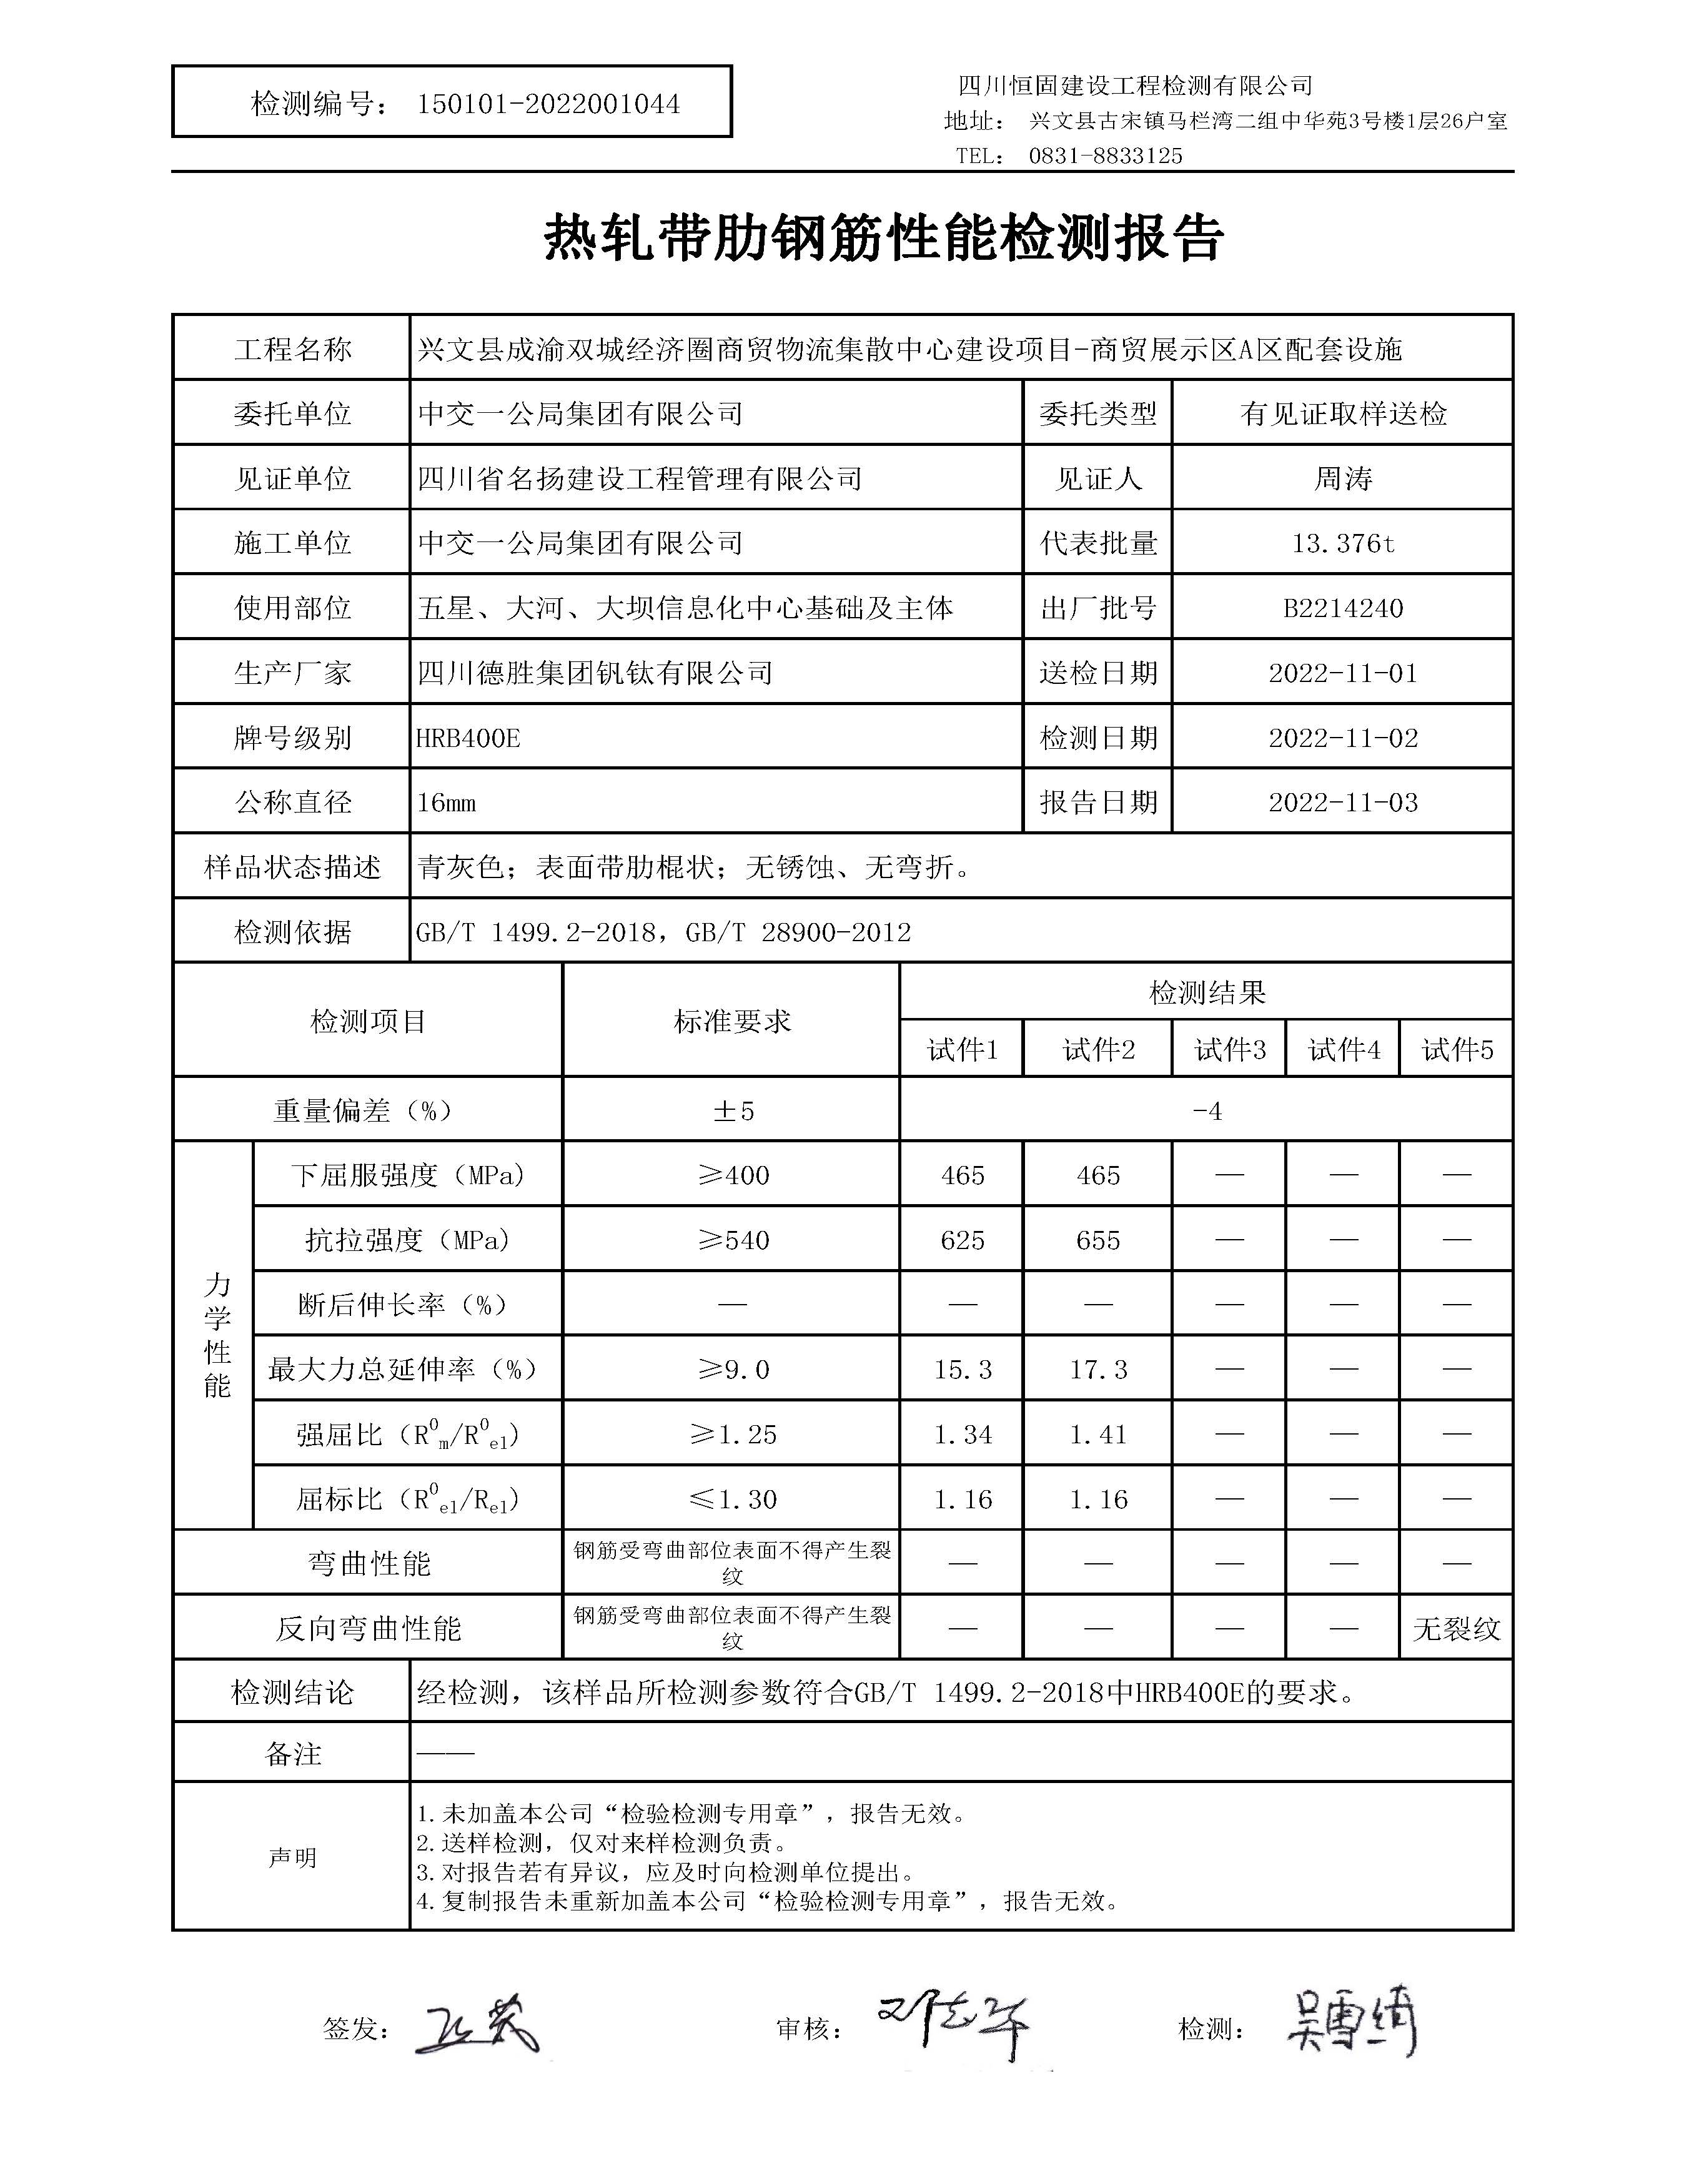 检测编号： 150101-2022001044
四川恒固建设工程检测有限公司
地址： 兴文县古宋镇马栏湾二组中华苑3号楼1层26户室
TEL： 0831-8833125
热轧带肋钢筋性能检测报告
工程名称 兴文县成渝双城经济圈商贸物流集散中心建设项目-商贸展示区A区配套设施
委托单位 中交一公局集团有限公司 委托类型 有见证取样送检
见证单位 四川省名扬建设工程管理有限公司 见证人 周涛
施工单位 中交一公局集团有限公司 代表批量 13.376t
使用部位 五星、大河、大坝信息化中心基础及主体 出厂批号 B2214240
生产厂家 四川德胜集团钒钛有限公司 送检日期 2022-11-01
牌号级别 HRB400E 检测日期 2022-11-02
公称直径 16mm 报告日期 2022-11-03
样品状态描述 青灰色；表面带肋棍状；无锈蚀、无弯折。
检测依据 GB/T 1499.2-2018，GB/T 28900-2012
检测项目 标准要求 检测结果
试件1 试件2 试件3 试件4 试件5
重量偏差（%） ±5 -4
力学性能
下屈服强度（MPa） ≥400 465 465 — — —
抗拉强度（MPa） ≥540 625 655 — — —
断后伸长率（%） — — — — — —
最大力总延伸率（%） ≥9.0 15.3 17.3 — — —
强屈比（R⁰m/R⁰el） ≥1.25 1.34 1.41 — — —
屈标比（R⁰el/Rel） ≤1.30 1.16 1.16 — — —
弯曲性能 钢筋受弯曲部位表面不得产生裂纹 — — — — —
反向弯曲性能 钢筋受弯曲部位表面不得产生裂纹 — — — — 无裂纹
检测结论 经检测，该样品所检测参数符合GB/T 1499.2-2018中HRB400E的要求。
备注 ——
声明
1.未加盖本公司“检验检测专用章”，报告无效。
2.送样检测，仅对来样检测负责。
3.对报告若有异议，应及时向检测单位提出。
4.复制报告未重新加盖本公司“检验检测专用章”，报告无效。
签发： 审核： 检测： 吴雪绮